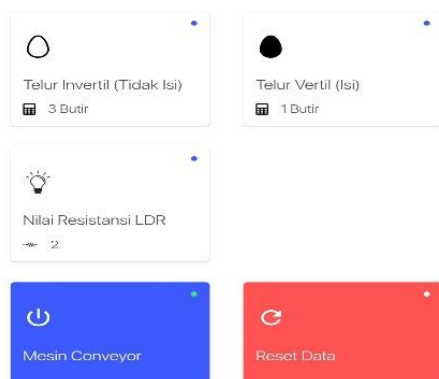 Telur Invertil (Tidak Isi)
3 Butir
Telur Vertil (Isi)
1 Butir
Nilai Resistansi LDR
2
Mesin Conveyor
Reset Data